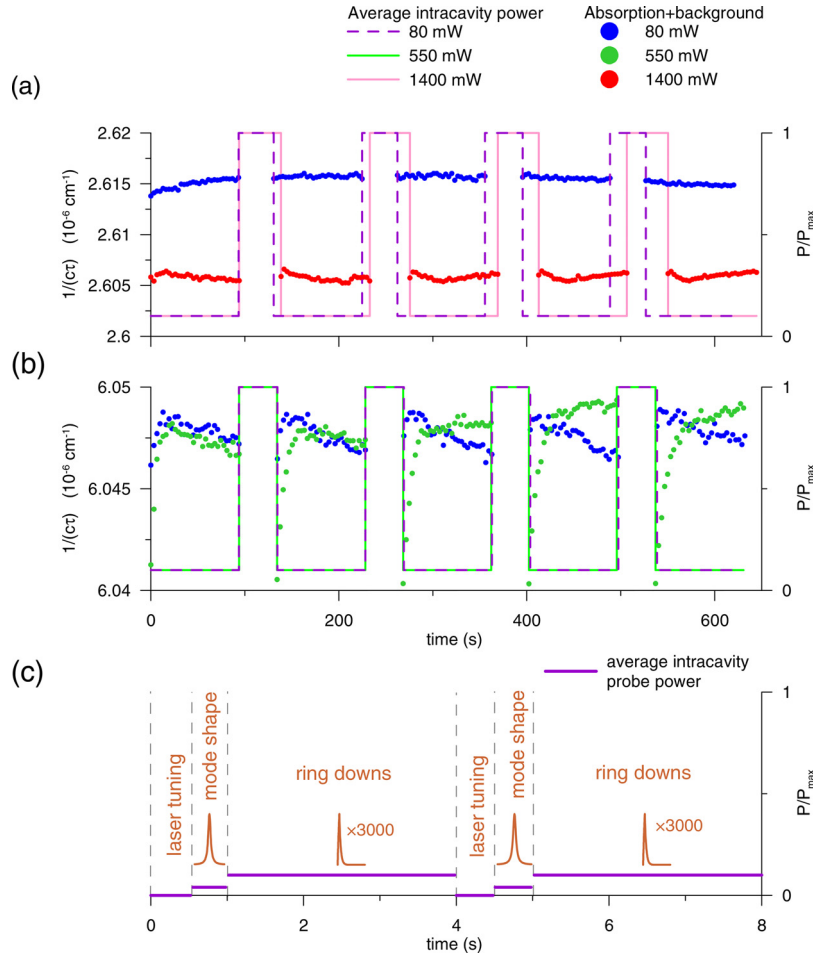 Average intracavity power
Absorption+background
80 mW
80 mW
550 mW
550 mW
1400 mW
1400 mW
(a)
2.62
2.615
2.61
2.605
2.6
1/(cτ) (10⁻⁶ cm⁻¹)
1
0
P/Pₘₐₓ
(b)
6.05
6.045
6.04
1/(cτ) (10⁻⁶ cm⁻¹)
1
0
P/Pₘₐₓ
0
200
400
600
time (s)
(c)
average intracavity
probe power
laser tuning
mode shape
ring downs
×3000
laser tuning
mode shape
ring downs
×3000
1
0
P/Pₘₐₓ
0
2
4
6
8
time (s)